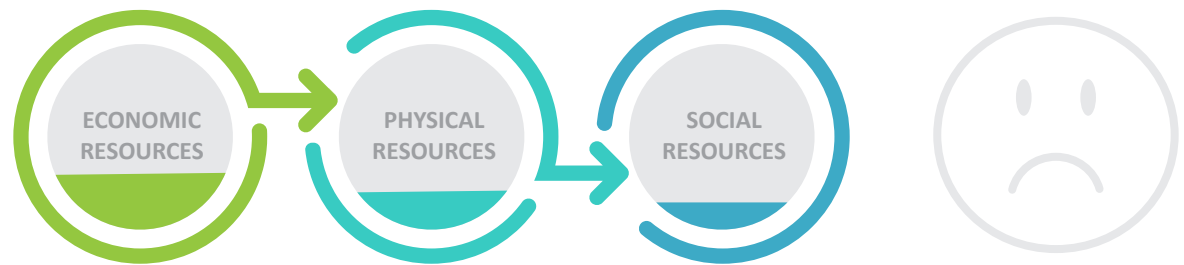 ECONOMIC
RESOURCES
PHYSICAL
RESOURCES
SOCIAL
RESOURCES